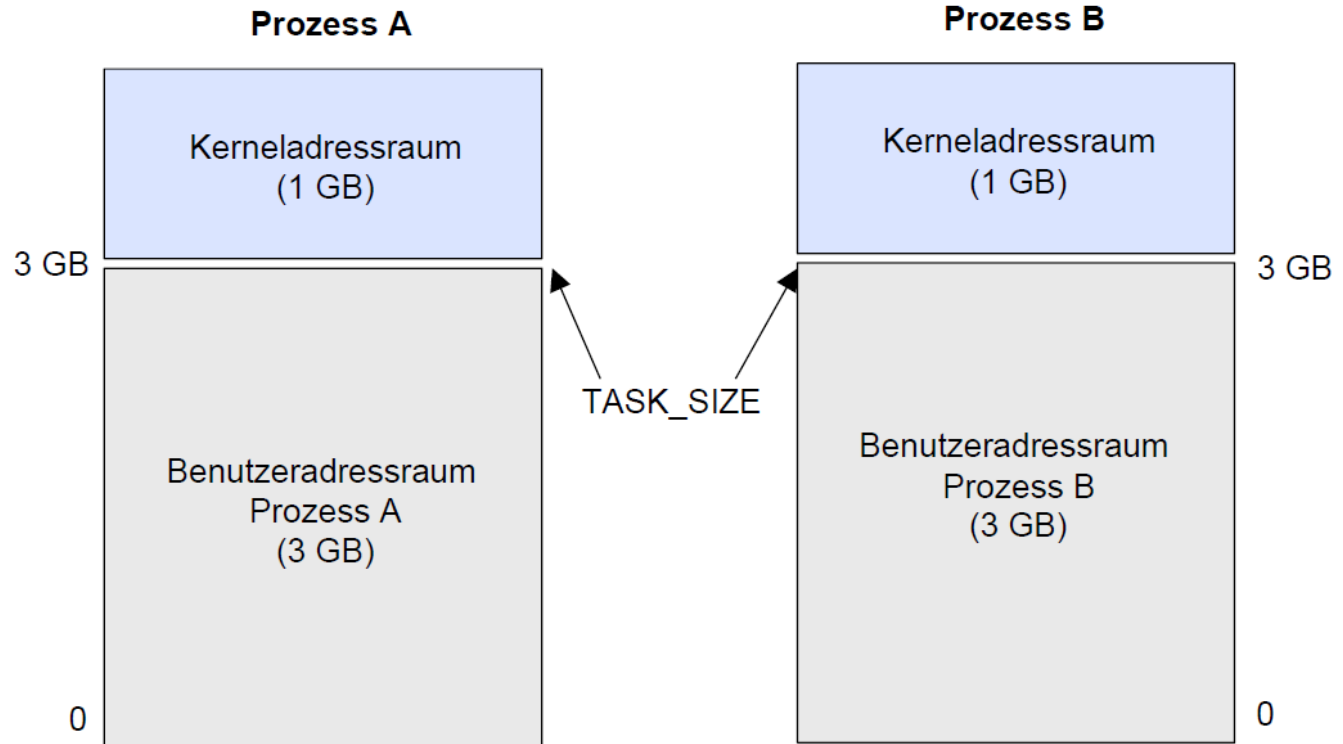 Prozess A
Prozess B
Kerneladressraum
(1 GB)
Kerneladressraum
(1 GB)
3 GB
3 GB
TASK_SIZE
Benutzeradressraum
Prozess A
(3 GB)
Benutzeradressraum
Prozess B
(3 GB)
0
0